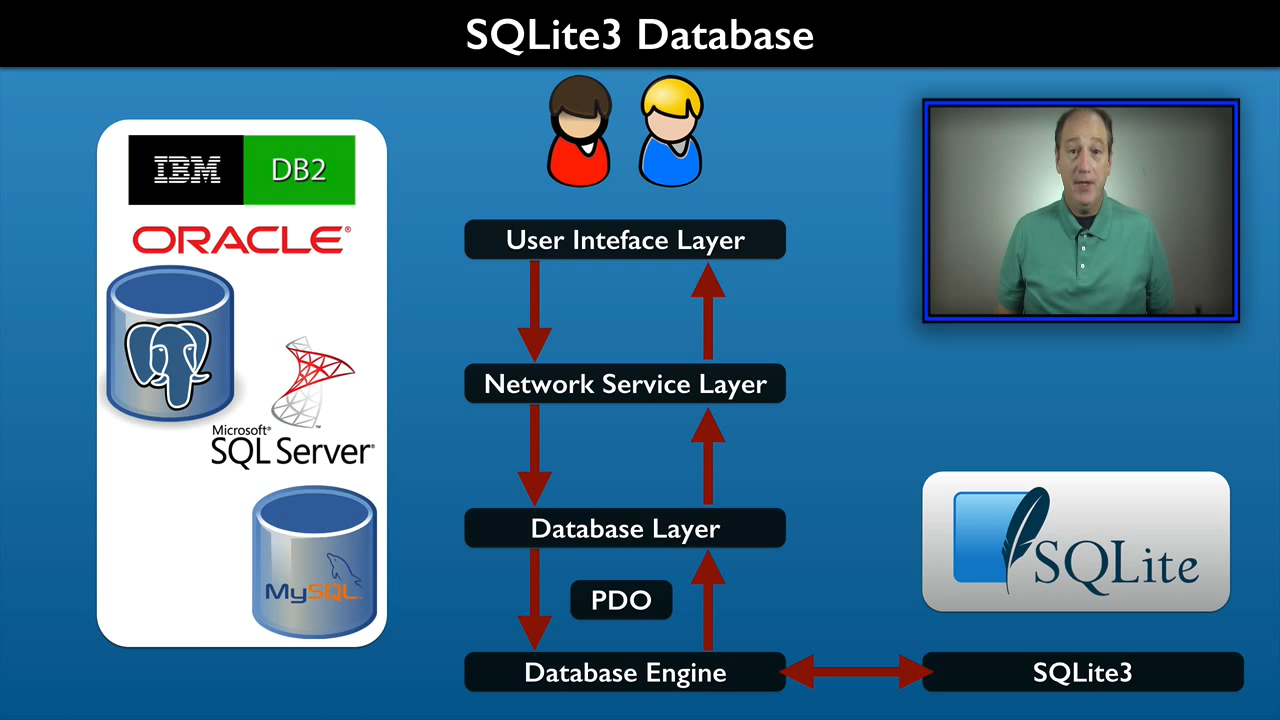 SQLite3 Database
IBM DB2
ORACLE®
Microsoft®
SQL Server®
MySQL
User Inteface Layer
Network Service Layer
Database Layer
PDO
Database Engine
SQLite
SQLite3